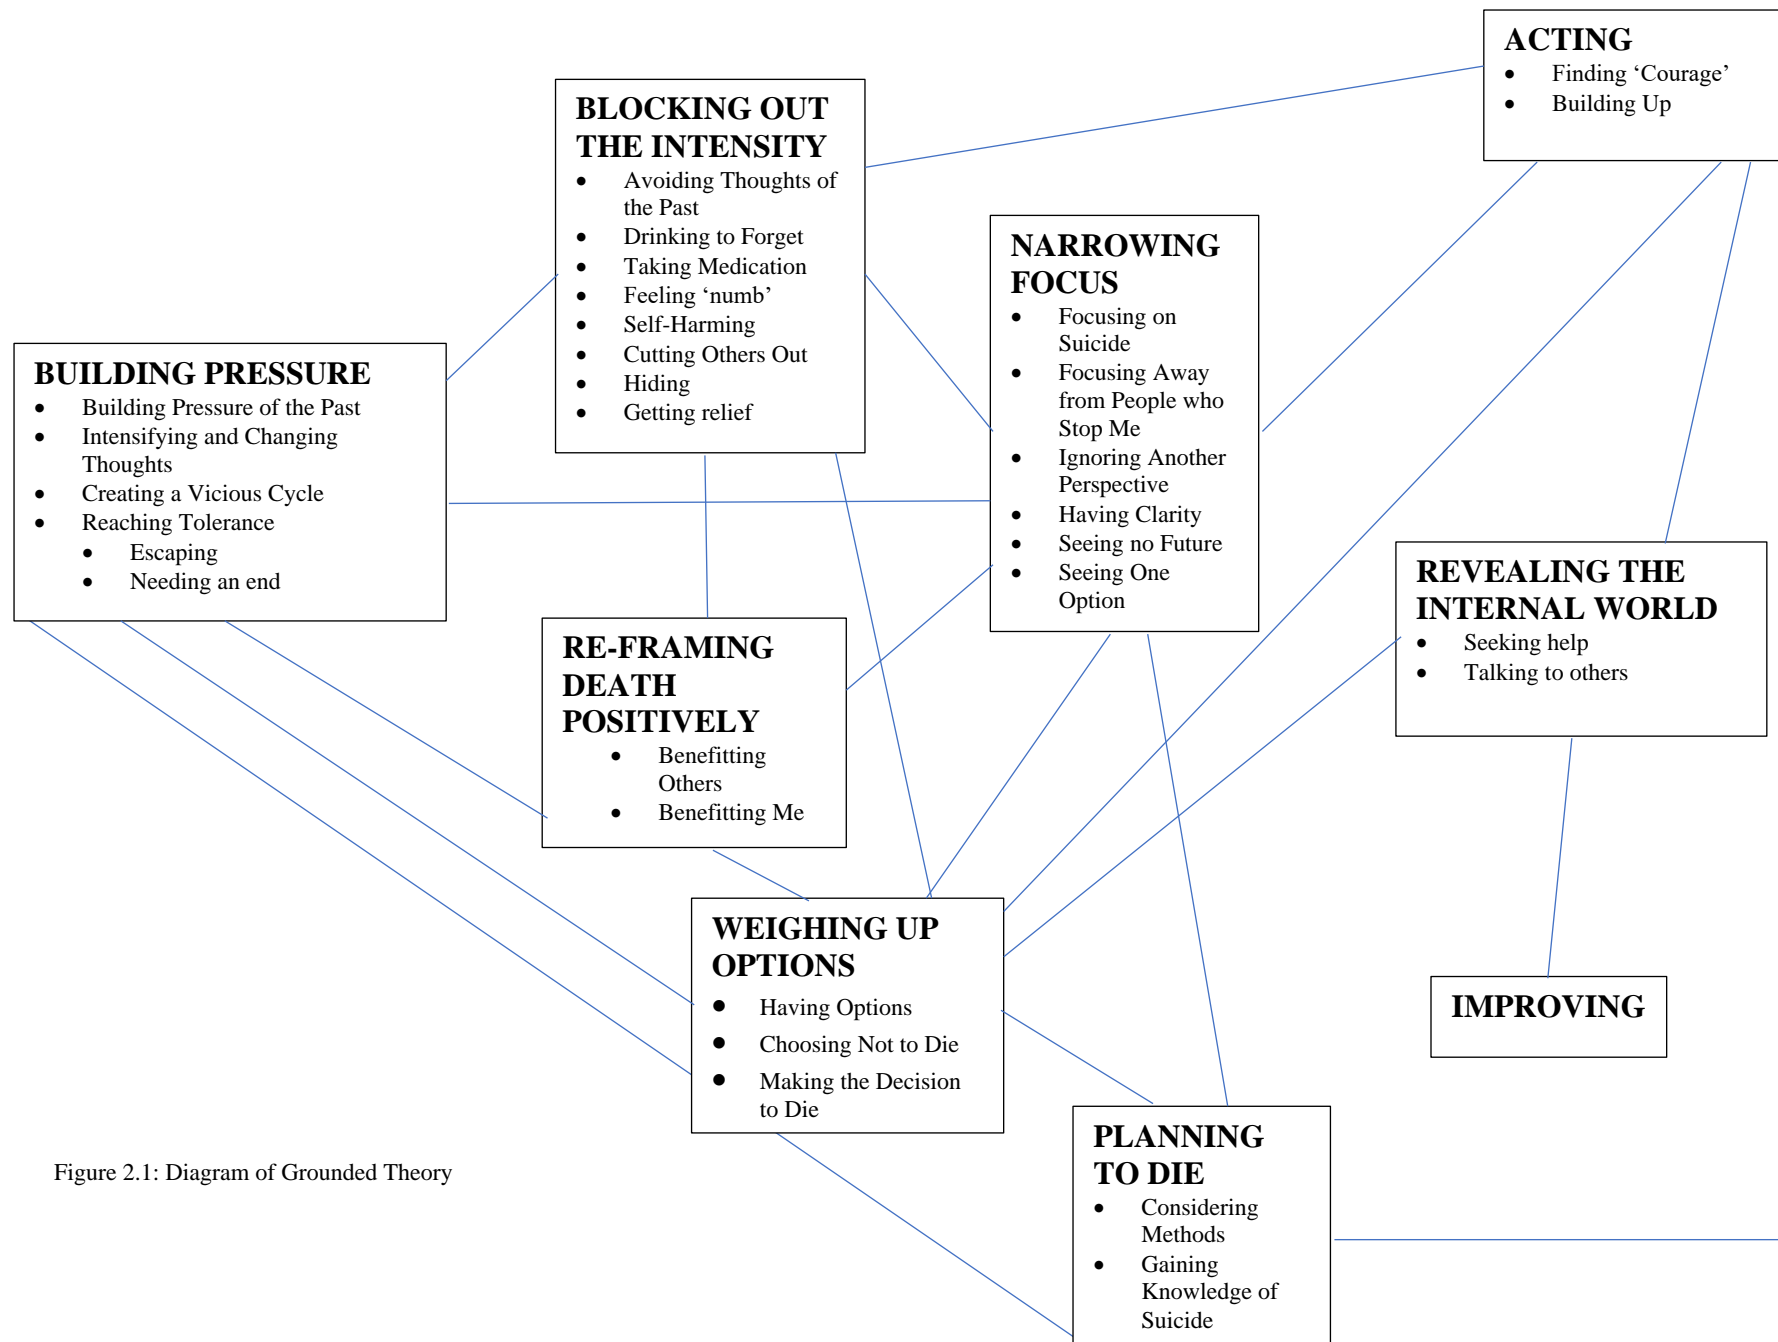 ACTING
• Finding ‘Courage’
• Building Up
BLOCKING OUT
THE INTENSITY
• Avoiding Thoughts of
the Past
• Drinking to Forget
• Taking Medication
• Feeling ‘numb’
• Self-Harming
• Cutting Others Out
• Hiding
• Getting relief
NARROWING
FOCUS
• Focusing on
Suicide
• Focusing Away
from People who
Stop Me
• Ignoring Another
Perspective
• Having Clarity
• Seeing no Future
• Seeing One
Option
BUILDING PRESSURE
• Building Pressure of the Past
• Intensifying and Changing
Thoughts
• Creating a Vicious Cycle
• Reaching Tolerance
• Escaping
• Needing an end
REVEALING THE
INTERNAL WORLD
• Seeking help
• Talking to others
RE-FRAMING
DEATH
POSITIVELY
• Benefitting
Others
• Benefitting Me
WEIGHING UP
OPTIONS
• Having Options
• Choosing Not to Die
• Making the Decision
to Die
IMPROVING
PLANNING
TO DIE
• Considering
Methods
• Gaining
Knowledge of
Suicide
Figure 2.1: Diagram of Grounded Theory